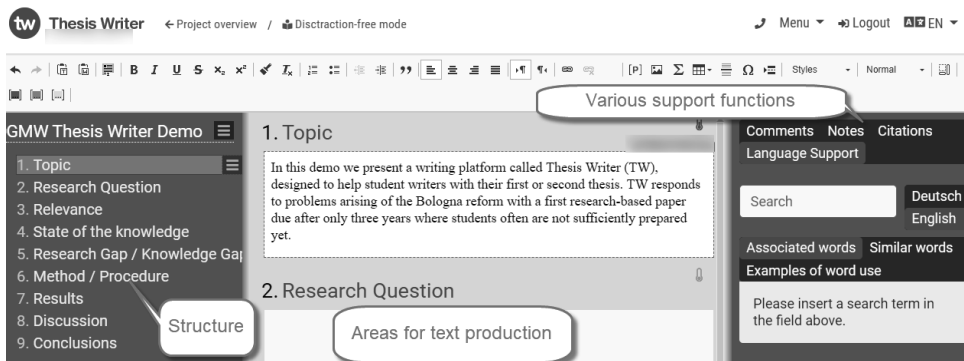 tw Thesis Writer ← Project overview / Disctraction-free mode Menu Logout EN
B I U S x₂ x² Iₓ Σ Ω [P] Styles Normal
Various support functions
GMW Thesis Writer Demo
1. Topic
2. Research Question
3. Relevance
4. State of the knowledge
5. Research Gap / Knowledge Gap
6. Method / Procedure
7. Results
8. Discussion
9. Conclusions
Structure
1. Topic
In this demo we present a writing platform called Thesis Writer (TW),
designed to help student writers with their first or second thesis. TW responds
to problems arising of the Bologna reform with a first research-based paper
due after only three years where students often are not sufficiently prepared
yet.
2. Research Question
Areas for text production
Comments Notes Citations
Language Support
Search
Deutsch
English
Associated words Similar words
Examples of word use
Please insert a search term in
the field above.